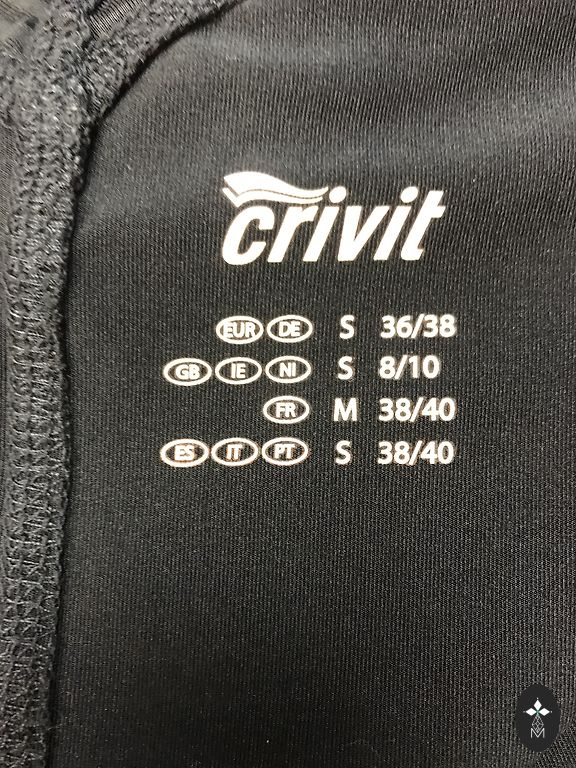 crivit
EUR DE S 36/38
GB IE NI S 8/10
FR M 38/40
ES IT PT S 38/40
M